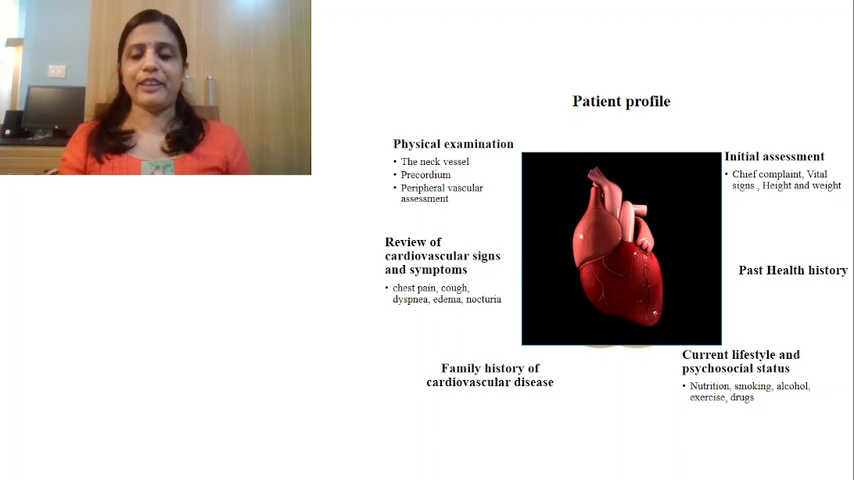 Patient profile
Physical examination
• The neck vessel
• Precordium
• Peripheral vascular
assessment
Initial assessment
• Chief complaint, Vital
signs , Height and weight
Review of
cardiovascular signs
and symptoms
• chest pain, cough,
dyspnea, edema, nocturia
Past Health history
Family history of
cardiovascular disease
Current lifestyle and
psychosocial status
• Nutrition, smoking, alcohol,
exercise, drugs